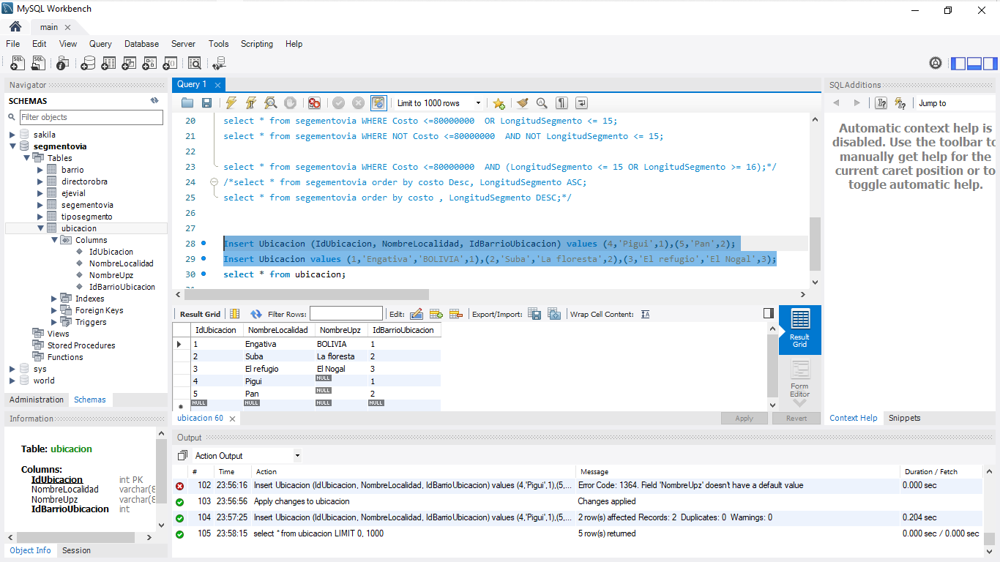 MySQL Workbench
main
File Edit View Query Database Server Tools Scripting Help
Navigator
SCHEMAS
Filter objects
sakila
segmentovia
Tables
barrio
directorobra
ejevial
segementovia
tiposegmento
ubicacion
Columns
IdUbicacion
NombreLocalidad
NombreUpz
IdBarrioUbicacion
Indexes
Foreign Keys
Triggers
Views
Stored Procedures
Functions
sys
world
Administration Schemas
Information
Table: ubicacion
Columns:
IdUbicacion int PK
NombreLocalidad varchar(8
NombreUpz varchar(8
IdBarrioUbicacion int
Object Info Session
Query 1
Limit to 1000 rows
20 select * from segementovia WHERE Costo <=80000000 OR LongitudSegmento <= 15;
21 select * from segementovia WHERE NOT Costo <=80000000 AND NOT LongitudSegmento <= 15;
22
23 select * from segementovia WHERE Costo <=80000000 AND (LongitudSegmento <= 15 OR LongitudSegmento >= 16);*/
24 /*select * from segementovia order by costo Desc, LongitudSegmento ASC;
25 select * from segementovia order by costo , LongitudSegmento DESC;*/
26
27
28 Insert Ubicacion (IdUbicacion, NombreLocalidad, IdBarrioUbicacion) values (4,'Pigui',1),(5,'Pan',2);
29 Insert Ubicacion values (1,'Engativa','BOLIVIA',1),(2,'Suba','La floresta',2),(3,'El refugio','El Nogal',3);
30 select * from ubicacion;
Result Grid Filter Rows: Edit: Export/Import: Wrap Cell Content:
IdUbicacion NombreLocalidad NombreUpz IdBarrioUbicacion
1 Engativa BOLIVIA 1
2 Suba La floresta 2
3 El refugio El Nogal 3
4 Pigui NULL 1
5 Pan NULL 2
NULL NULL NULL NULL
Result
Grid
Form
Editor
ubicacion 60
Apply Revert
SQLAdditions
Jump to
Automatic context help is
disabled. Use the toolbar to
manually get help for the
current caret position or to
toggle automatic help.
Context Help Snippets
Output
Action Output
# Time Action Message Duration / Fetch
102 23:56:16 Insert Ubicacion (IdUbicacion, NombreLocalidad, IdBarrioUbicacion) values (4,'Pigui',1),(5,... Error Code: 1364. Field 'NombreUpz' doesn't have a default value 0.000 sec
103 23:56:56 Apply changes to ubicacion Changes applied
104 23:57:25 Insert Ubicacion (IdUbicacion, NombreLocalidad, IdBarrioUbicacion) values (4,'Pigui',1),(5,... 2 row(s) affected Records: 2 Duplicates: 0 Warnings: 0 0.204 sec
105 23:58:15 select * from ubicacion LIMIT 0, 1000 5 row(s) returned 0.000 sec / 0.000 sec